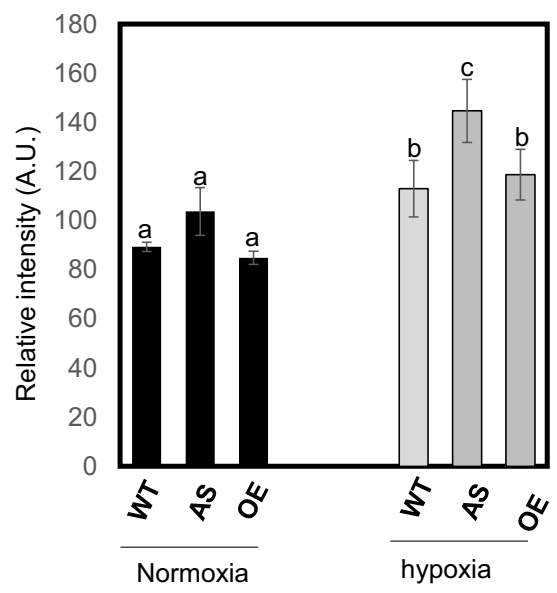 Relative intensity (A.U.)
180
160
140
120
100
80
60
40
20
0
a
a
a
b
c
b
WT
AS
OE
WT
AS
OE
Normoxia
hypoxia